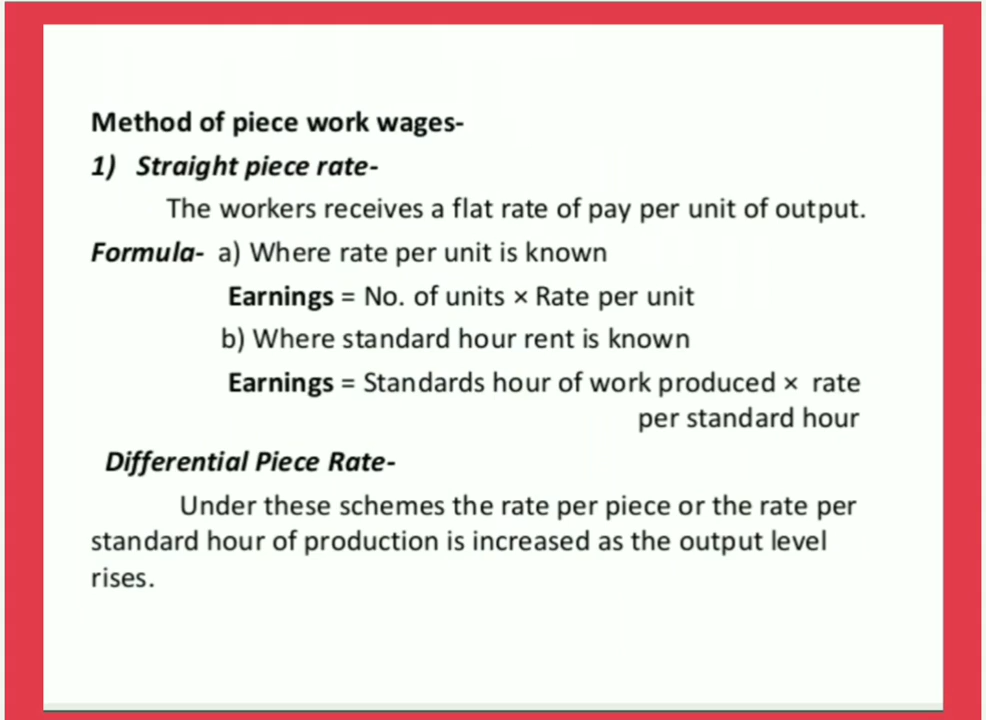 Method of piece work wages-
1) Straight piece rate-
The workers receives a flat rate of pay per unit of output.
Formula- a) Where rate per unit is known
Earnings = No. of units × Rate per unit
b) Where standard hour rent is known
Earnings = Standards hour of work produced × rate
per standard hour
Differential Piece Rate-
Under these schemes the rate per piece or the rate per
standard hour of production is increased as the output level
rises.